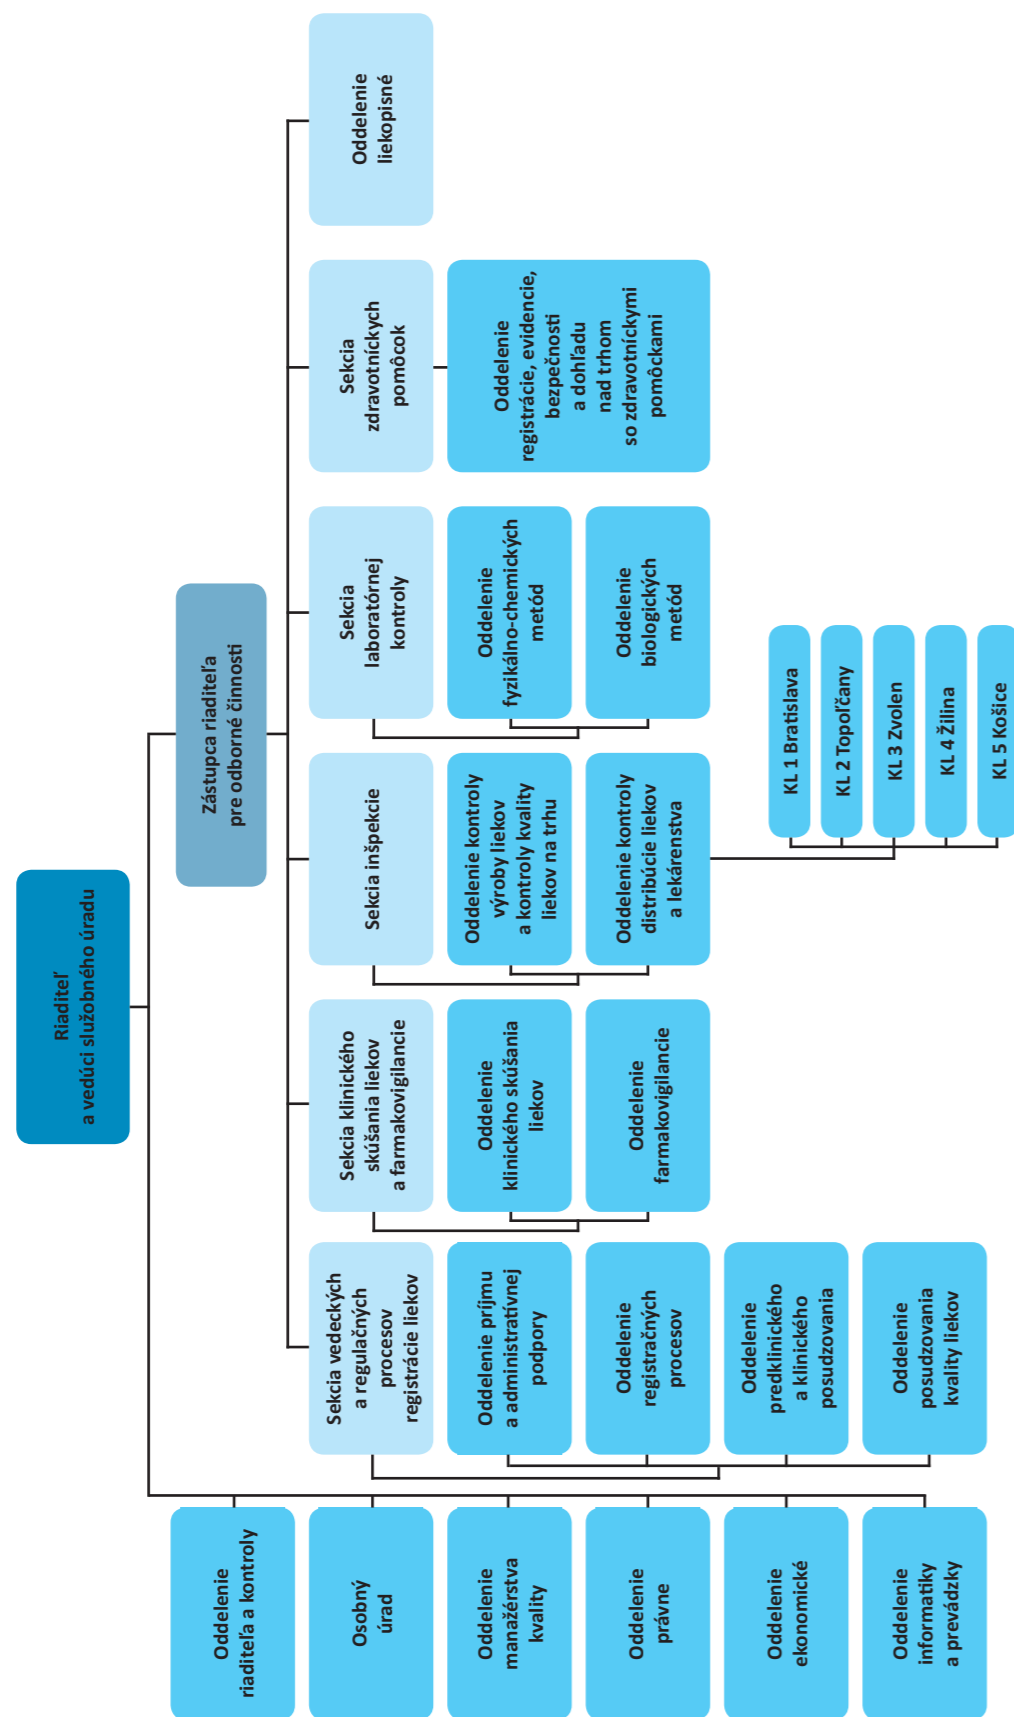 Riaditeľ
a vedúci služobného úradu
Zástupca riaditeľa
pre odborné činnosti
Oddelenie
riaditeľa a kontroly
Osobný
úrad
Oddelenie
manažérstva
kvality
Oddelenie
právne
Oddelenie
ekonomické
Oddelenie
informatiky
a prevádzky
Sekcia vedeckých
a regulačných
procesov
registrácie liekov
Oddelenie príjmu
a administratívnej
podpory
Oddelenie
registračných
procesov
Oddelenie
predklinického
a klinického
posudzovania
Oddelenie
posudzovania
kvality liekov
Sekcia klinického
skúšania liekov
a farmakovigilancie
Oddelenie
klinického skúšania
liekov
Oddelenie
farmakovigilancie
Sekcia inšpekcie
Oddelenie kontroly
výroby liekov
a kontroly kvality
liekov na trhu
Oddelenie kontroly
distribúcie liekov
a lekárenstva
KL 1 Bratislava
KL 2 Topoľčany
KL 3 Zvolen
KL 4 Žilina
KL 5 Košice
Sekcia
laboratórnej
kontroly
Oddelenie
fyzikálno-chemických
metód
Oddelenie
biologických
metód
Sekcia
zdravotníckych
pomôcok
Oddelenie
registrácie, evidencie,
bezpečnosti
a dohľadu
nad trhom
so zdravotníckymi
pomôckami
Oddelenie
liekopisné